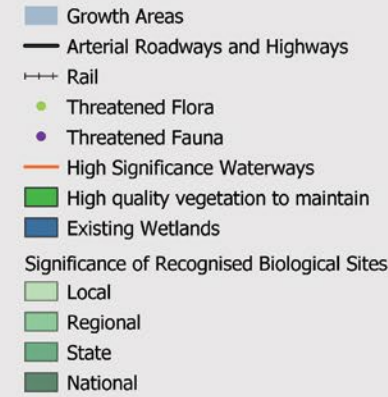 Growth Areas
Arterial Roadways and Highways
Rail
Threatened Flora
Threatened Fauna
High Significance Waterways
High quality vegetation to maintain
Existing Wetlands
Significance of Recognised Biological Sites
Local
Regional
State
National